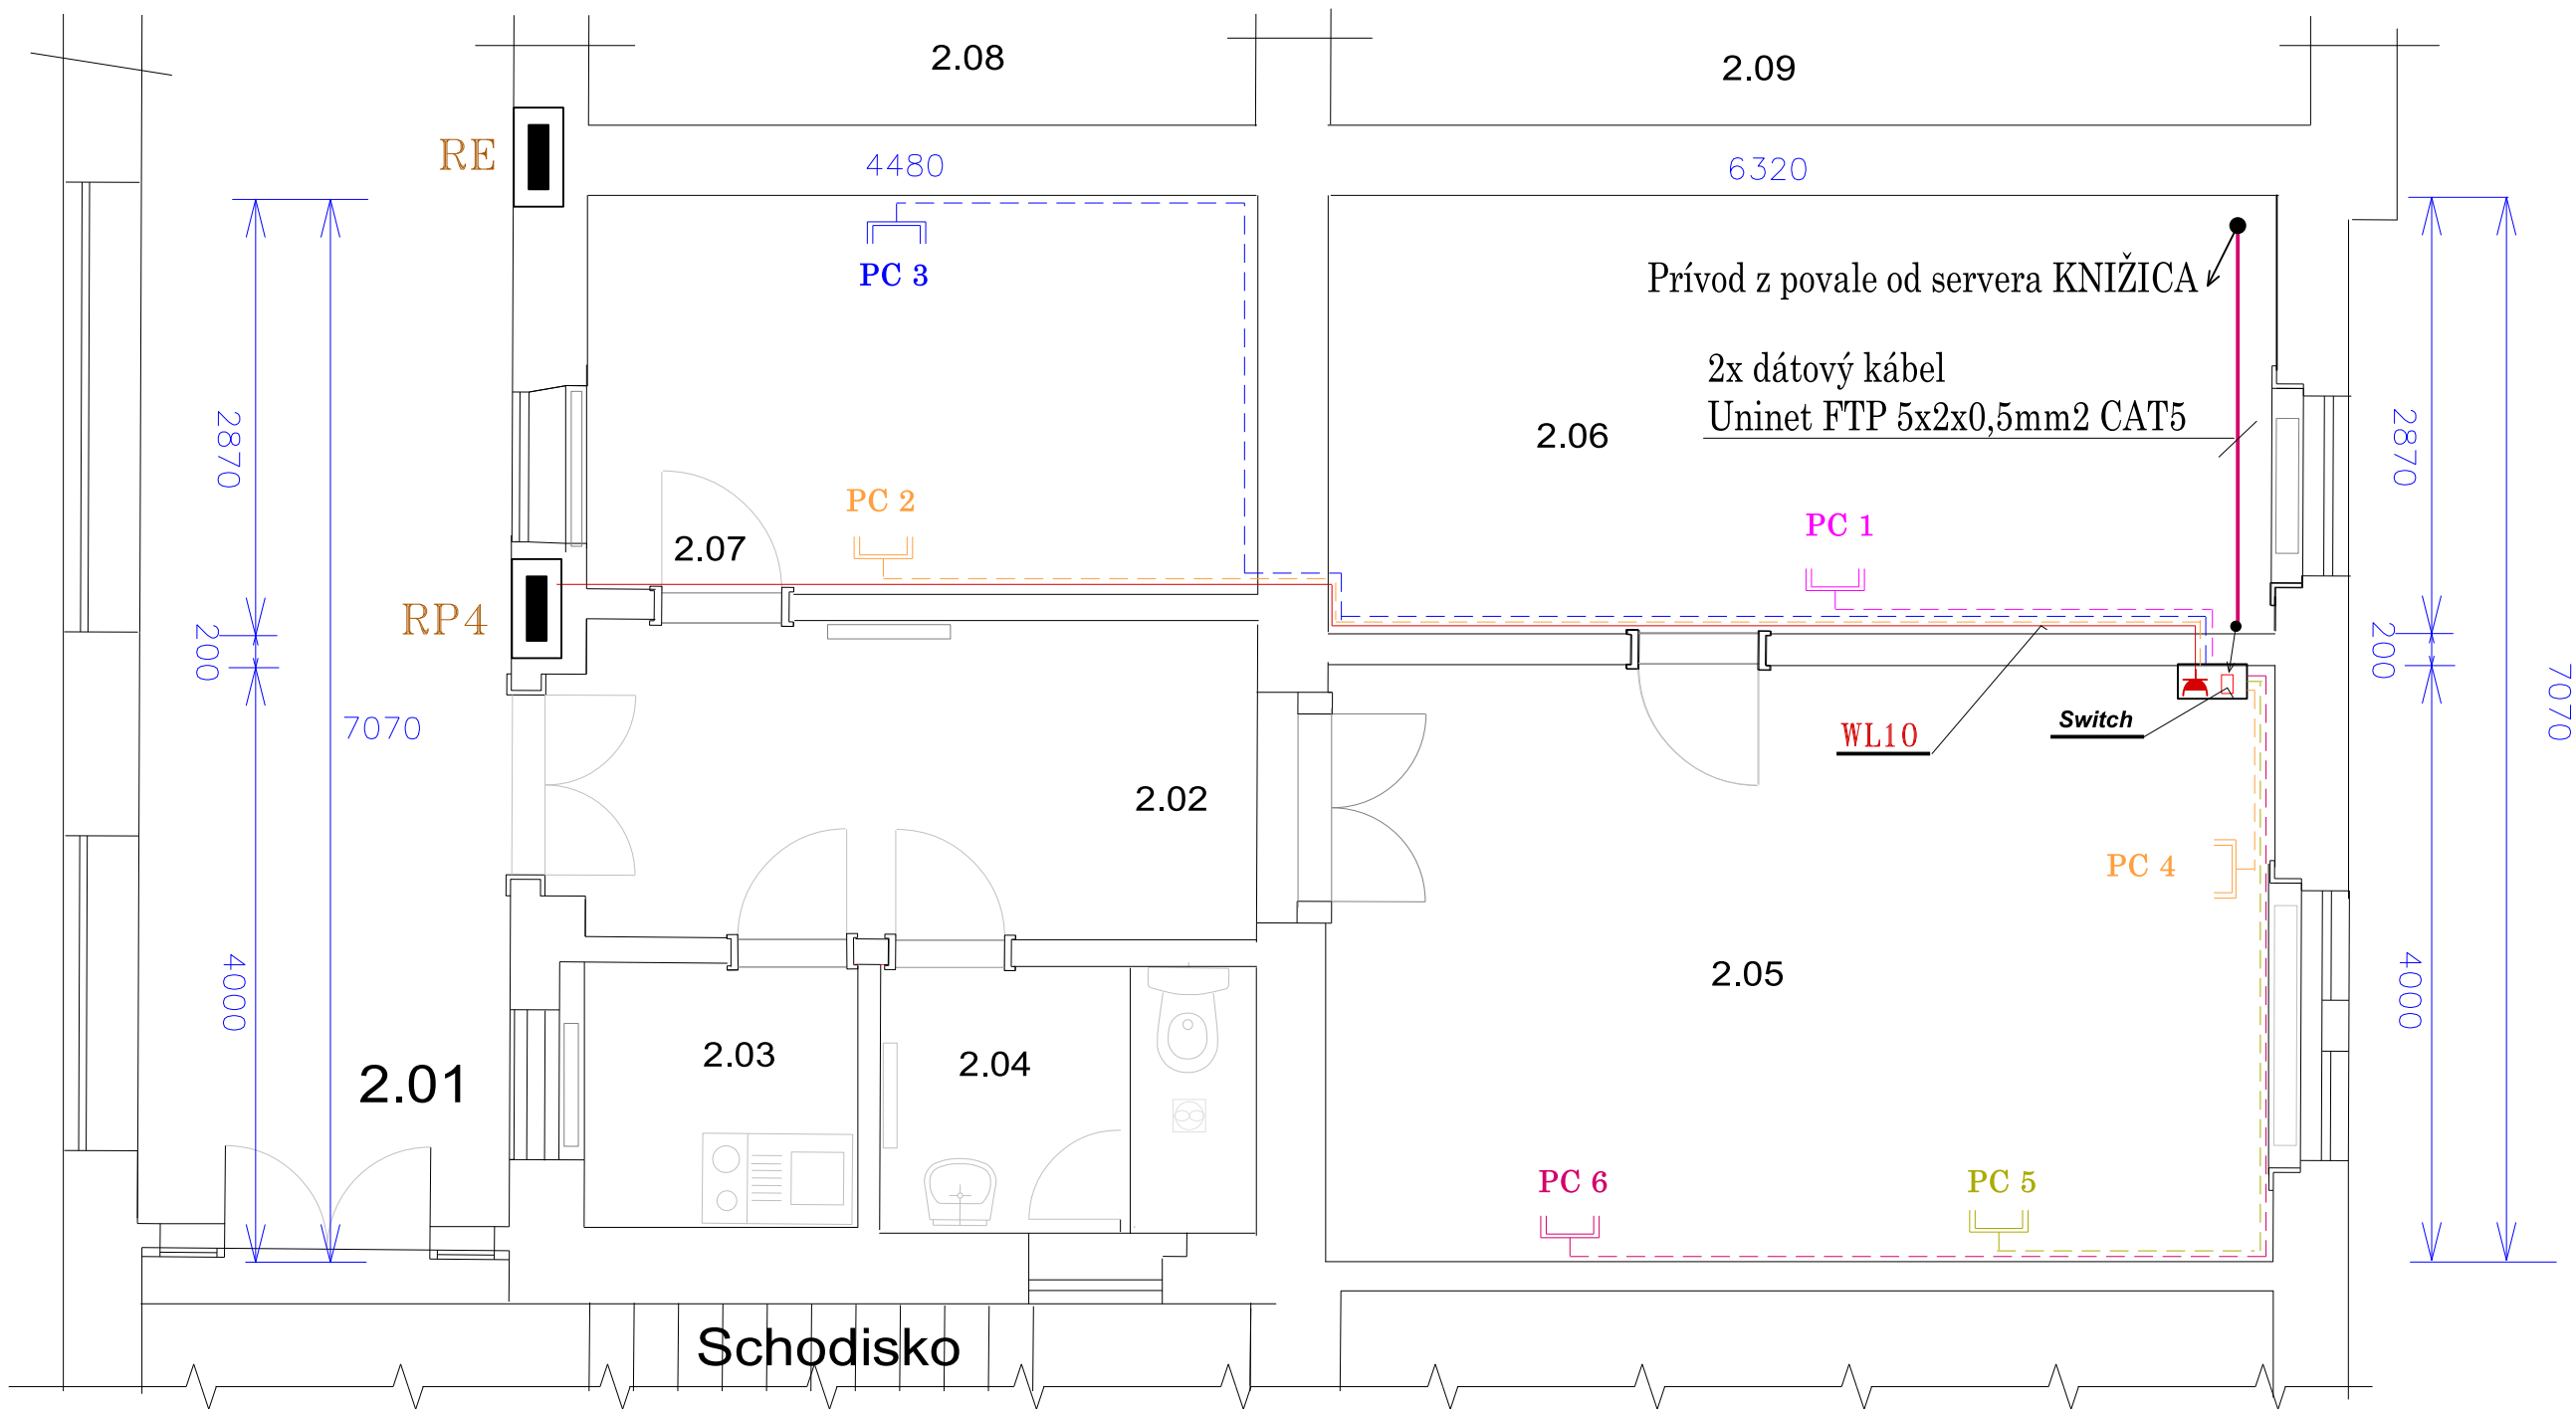 2.08
2.09
RE
4480
6320
PC 3
Prívod z povale od servera KNIŽICA
2x dátový kábel
Uninet FTP 5x2x0,5mm2 CAT5
2870
2.06
2870
PC 2
PC 1
2.07
RP4
200
200
7070
7070
WL10
Switch
2.02
PC 4
4000
2.05
4000
2.03
2.04
2.01
PC 6
PC 5
Schodisko